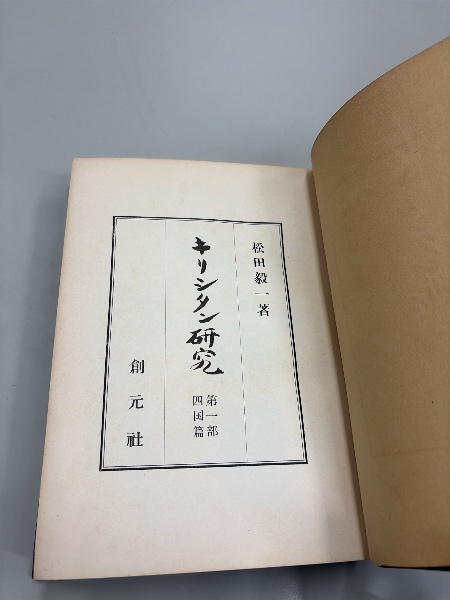 松田毅一著
キリシタン研究
第一部
四国篇
創元社